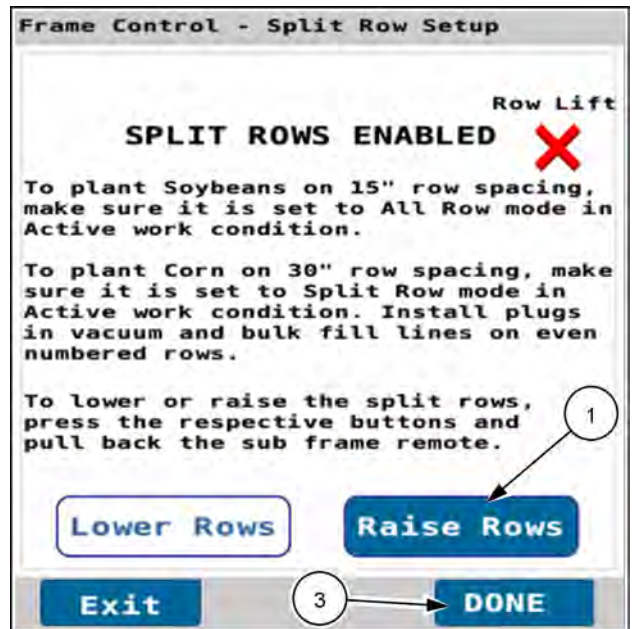 Frame Control - Split Row Setup
Row Lift
SPLIT ROWS ENABLED
To plant Soybeans on 15" row spacing,
make sure it is set to All Row mode in
Active work condition.
To plant Corn on 30" row spacing, make
sure it is set to Split Row mode in
Active work condition. Install plugs
in vacuum and bulk fill lines on even
numbered rows.
To lower or raise the split rows,
press the respective buttons and
pull back the sub frame remote.
1
Lower Rows
Raise Rows
Exit
3
DONE